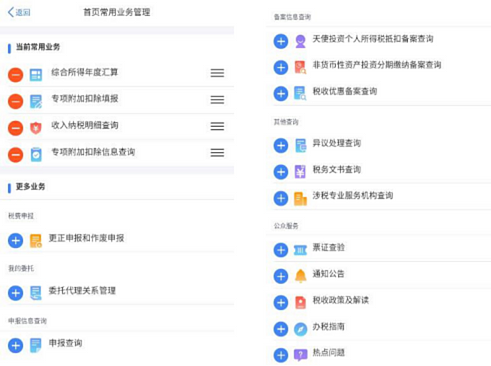 返回
首页常用业务管理
当前常用业务
综合所得年度汇算
专项附加扣除填报
收入纳税明细查询
专项附加扣除信息查询
更多业务
税费申报
更正申报和作废申报
我的委托
委托代理关系管理
申报信息查询
申报查询
备案信息查询
天使投资个人所得税抵扣备案查询
非货币性资产投资分期缴纳备案查询
税收优惠备案查询
其他查询
异议处理查询
税务文书查询
涉税专业服务机构查询
公众服务
票证查验
通知公告
税收政策及解读
办税指南
热点问题